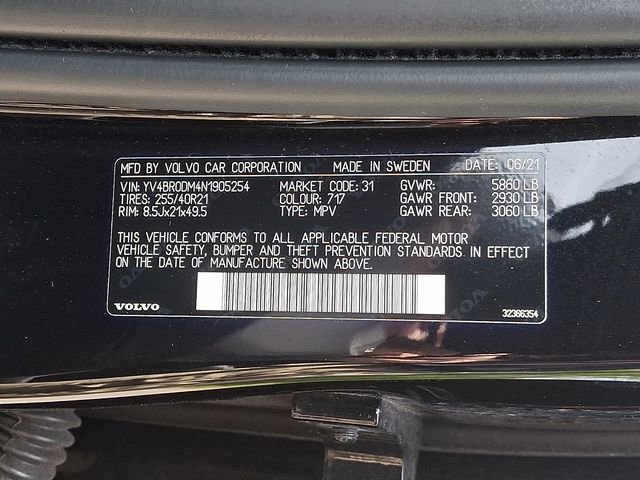 MFD BY VOLVO CAR CORPORATION MADE IN SWEDEN DATE: 06/21
VIN: YV4BR0DM4N1905254 MARKET CODE: 31 GVWR: 5860 LB
TIRES: 255/40R21 COLOUR: 717 GAWR FRONT: 2930 LB
RIM: 8.5Jx21x49.5 TYPE: MPV GAWR REAR: 3060 LB
THIS VEHICLE CONFORMS TO ALL APPLICABLE FEDERAL MOTOR
VEHICLE SAFETY, BUMPER AND THEFT PREVENTION STANDARDS. IN EFFECT
ON THE DATE OF MANUFACTURE SHOWN ABOVE.
VOLVO 32366354